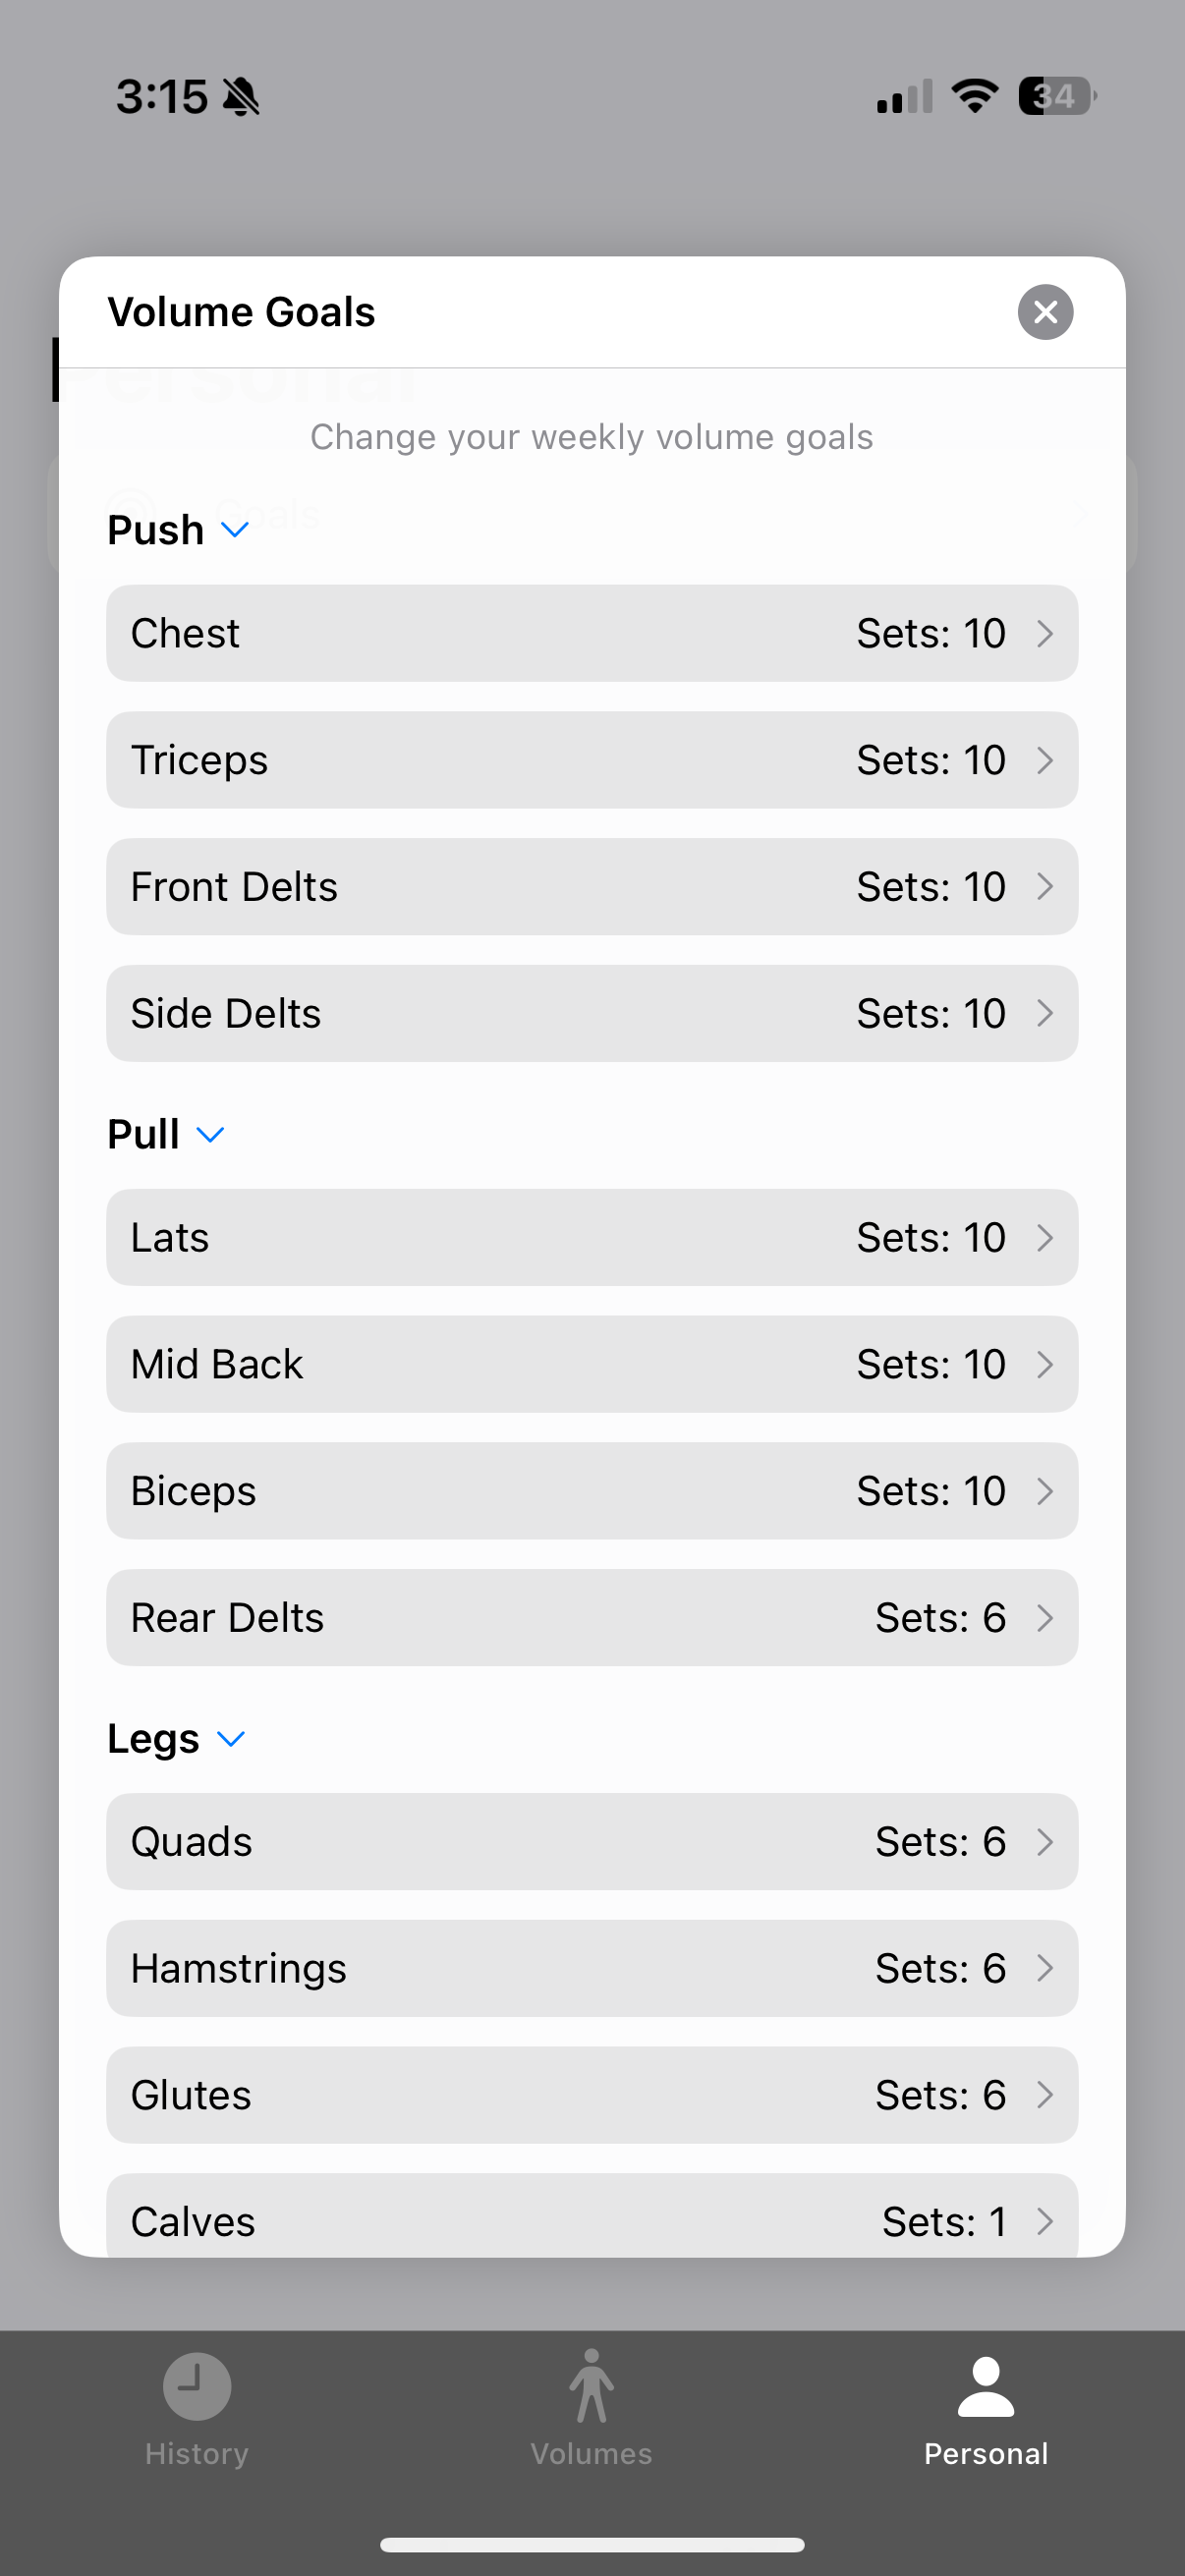 3:15
34
Volume Goals
Personal
Change your weekly volume goals
Goals
Push
Chest Sets: 10
Triceps Sets: 10
Front Delts Sets: 10
Side Delts Sets: 10
Pull
Lats Sets: 10
Mid Back Sets: 10
Biceps Sets: 10
Rear Delts Sets: 6
Legs
Quads Sets: 6
Hamstrings Sets: 6
Glutes Sets: 6
Calves Sets: 1
History Volumes Personal